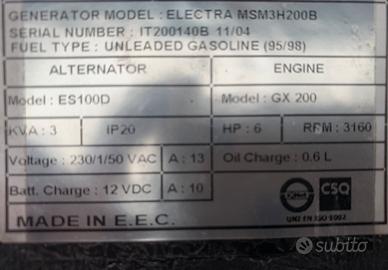 GENERATOR MODEL : ELECTRA MSM3H200B
SERIAL NUMBER : IT200140B 11/04
FUEL TYPE : UNLEADED GASOLINE (95/98)
ALTERNATOR ENGINE
Model : ES100D Model : GX 200
KVA : 3 IP20 HP : 6 RPM : 3160
Voltage : 230/1/50 VAC A : 13 Oil Charge : 0.6 L
Batt. Charge : 12 VDC A : 10
CSQ
MADE IN E.E.C. UNI EN ISO 9002
subito